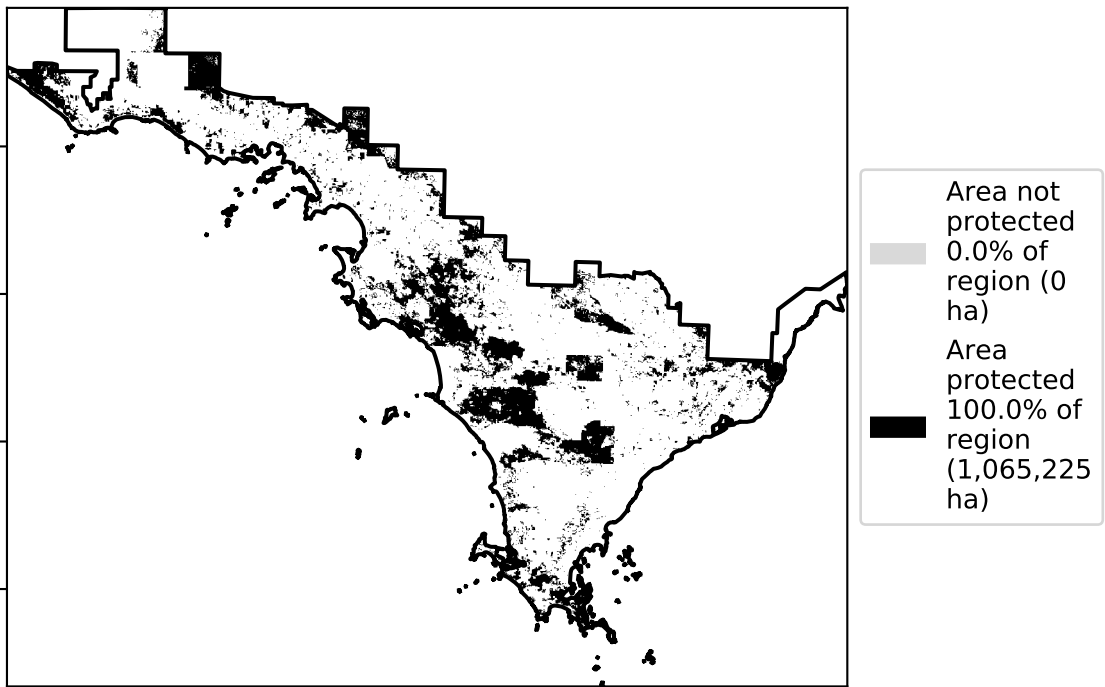 Area not
protected
0.0% of
region (0
ha)
Area
protected
100.0% of
region
(1,065,225
ha)